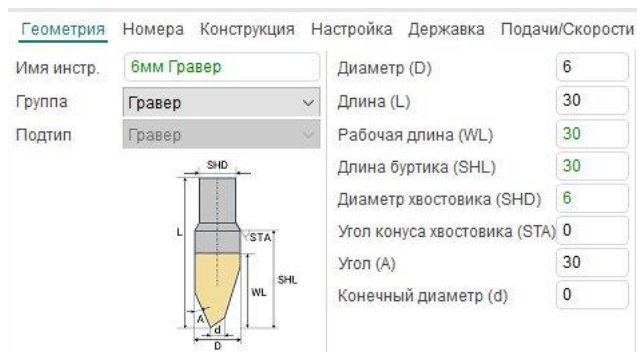 Геометрия Номера Конструкция Настройка Державка Подачи/Скорости
Имя инстр. 6мм Гравер
Группа Гравер
Подтип Гравер
SHD
L
STA
SHL
WL
A
d
D
Диаметр (D) 6
Длина (L) 30
Рабочая длина (WL) 30
Длина буртика (SHL) 30
Диаметр хвостовика (SHD) 6
Угол конуса хвостовика (STA) 0
Угол (A) 30
Конечный диаметр (d) 0